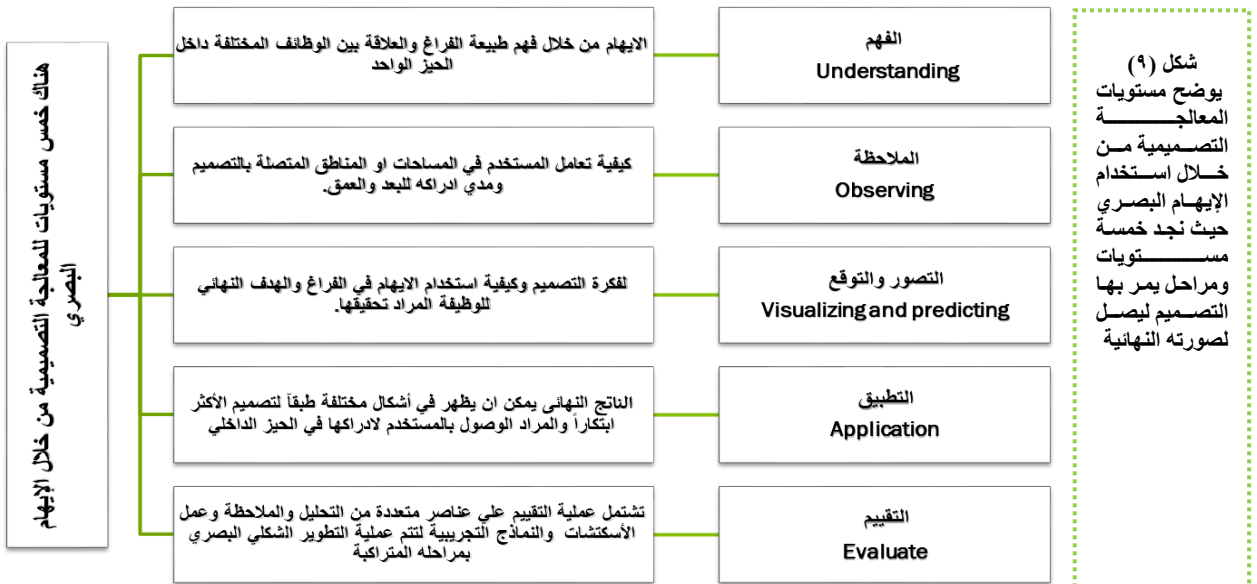 شكل (٩)
يوضح مستويات
المعالجة
التصميمية من
خلال استخدام
الإيهام البصري
حيث نجد خمسة
مستويات
ومراحل يمر بها
التصميم ليصل
لصورته النهائية
هناك خمس مستويات للمعالجة التصميمية من خلال الإيهام
البصري
الفهم
Understanding
الايهام من خلال فهم طبيعة الفراغ والعلاقة بين الوظائف المختلفة داخل
الحيز الواحد
الملاحظة
Observing
كيفية تعامل المستخدم في المساحات او المناطق المتصلة بالتصميم
ومدي ادراكه للبعد والعمق.
التصور والتوقع
Visualizing and predicting
لفكرة التصميم وكيفية استخدام الايهام في الفراغ والهدف النهائي
للوظيفة المراد تحقيقها.
التطبيق
Application
الناتج النهائى يمكن ان يظهر في أشكال مختلفة طبقآ لتصميم الأكثر
ابتكاراً والمراد الوصول بالمستخدم لادراكها في الحيز الداخلي
التقييم
Evaluate
تشتمل عملية التقييم علي عناصر متعددة من التحليل والملاحظة وعمل
الأسكتشات والنماذج التجريبية لتتم عملية التطوير الشكلي البصري
بمراحله المتراكبة